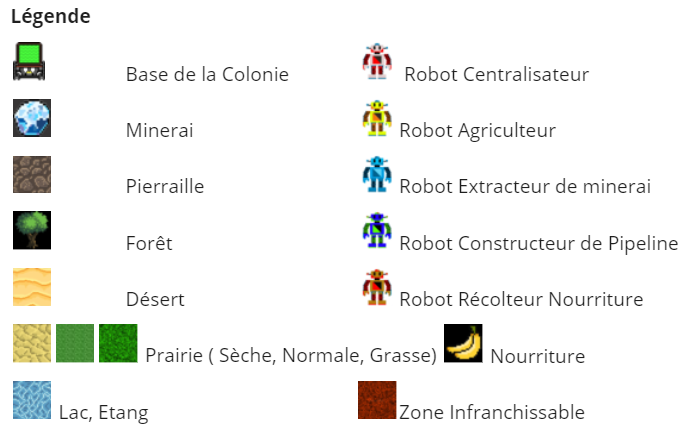 Légende
Base de la Colonie Robot Centralisateur
Minerai Robot Agriculteur
Pierraille Robot Extracteur de minerai
Forêt Robot Constructeur de Pipeline
Désert Robot Récolteur Nourriture
Prairie ( Sèche, Normale, Grasse) Nourriture
Lac, Etang Zone Infranchissable